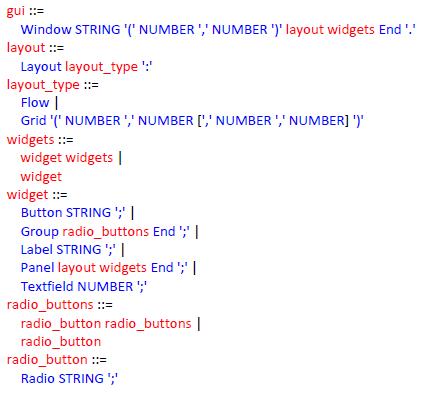 gui ::=
Window STRING '(' NUMBER ',' NUMBER ')' layout widgets End '.'
layout ::=
Layout layout_type ':'
layout_type ::=
Flow |
Grid '(' NUMBER ',' NUMBER [',' NUMBER ',' NUMBER] ')'
widgets ::=
widget widgets |
widget
widget ::=
Button STRING ';' |
Group radio_buttons End ';' |
Label STRING ';' |
Panel layout widgets End ';' |
Textfield NUMBER ';'
radio_buttons ::=
radio_button radio_buttons |
radio_button
radio_button ::=
Radio STRING ';'